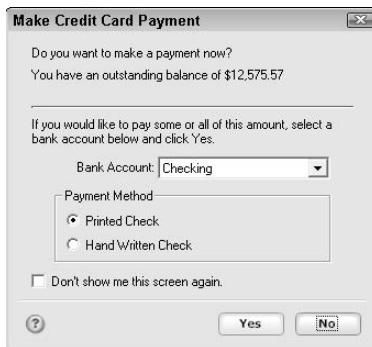 Make Credit Card Payment
Do you want to make a payment now?
You have an outstanding balance of $12,575.57
If you would like to pay some or all of this amount, select a
bank account below and click Yes.
Bank Account: Checking
Payment Method
Printed Check
Hand Written Check
Don't show me this screen again.
?
Yes
No